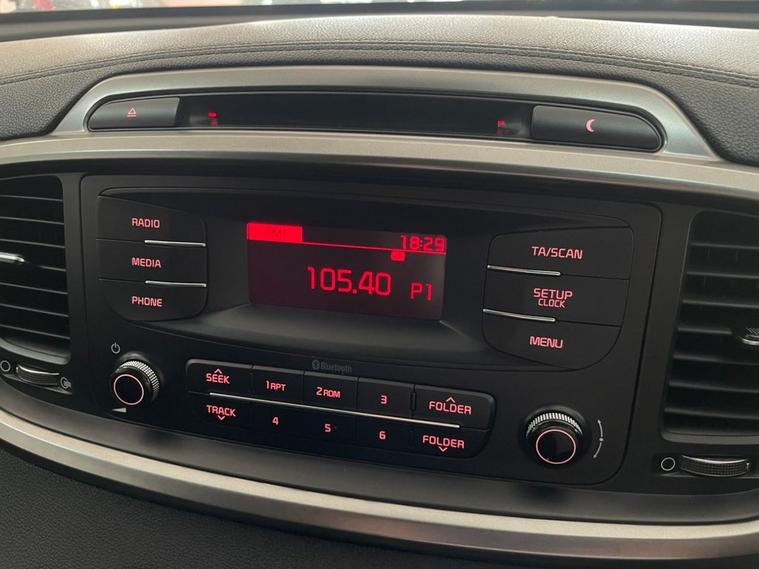 RADIO
MEDIA
PHONE
18:29
105.40 P1
TA/SCAN
SETUP
CLOCK
MENU
Bluetooth
SEEK
1 RPT
2 RDM
3
FOLDER
TRACK
4
5
6
FOLDER